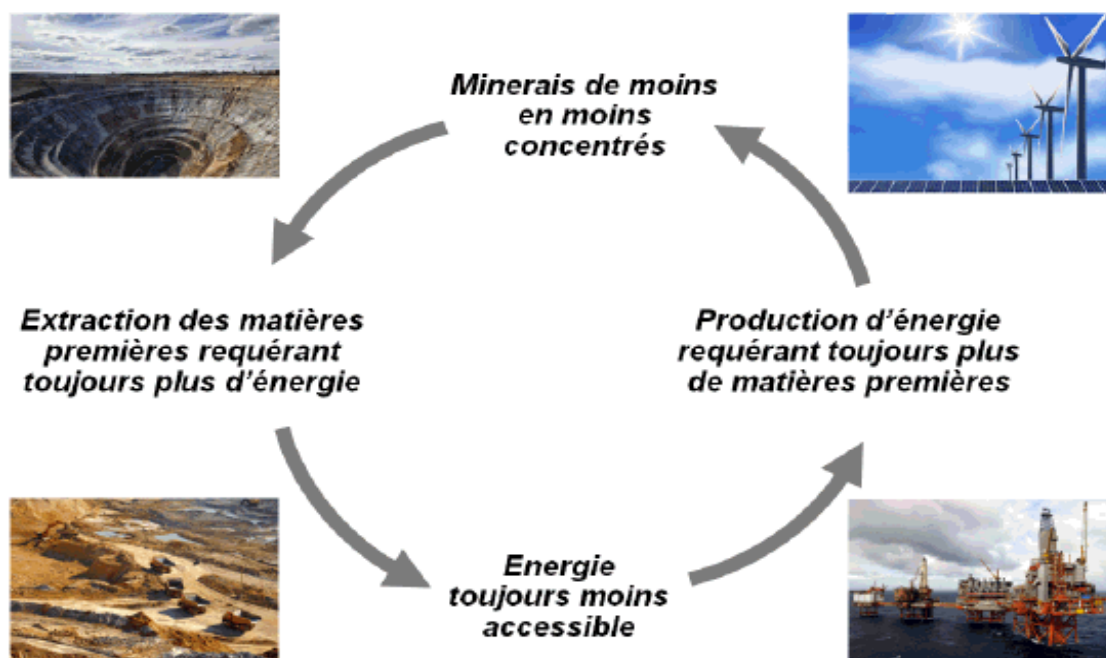 Minerais de moins
en moins
concentrés
Extraction des matières
premières requérant
toujours plus d’énergie
Production d’énergie
requérant toujours plus
de matières premières
Energie
toujours moins
accessible